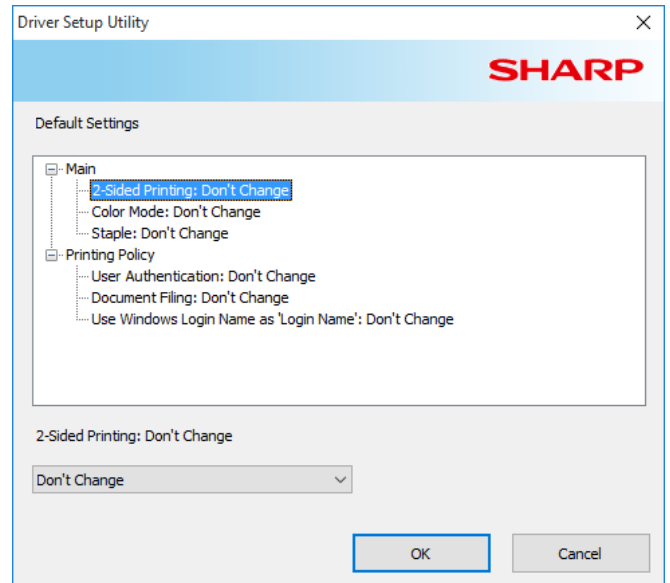 Driver Setup Utility
SHARP
Default Settings
Main
2-Sided Printing: Don't Change
Color Mode: Don't Change
Staple: Don't Change
Printing Policy
User Authentication: Don't Change
Document Filing: Don't Change
Use Windows Login Name as 'Login Name': Don't Change
2-Sided Printing: Don't Change
Don't Change
OK Cancel